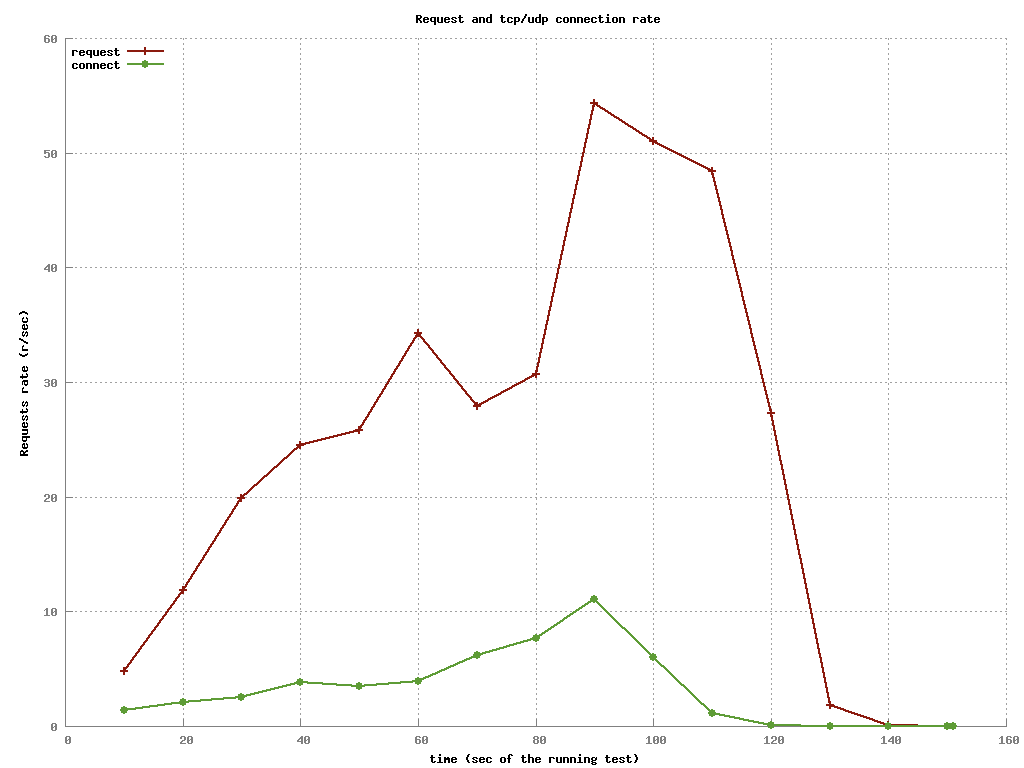 Request and tcp/udp connection rate
request
connect
60
50
40
30
20
10
0
Requests rate (r/sec)
0 20 40 60 80 100 120 140 160
time (sec of the running test)